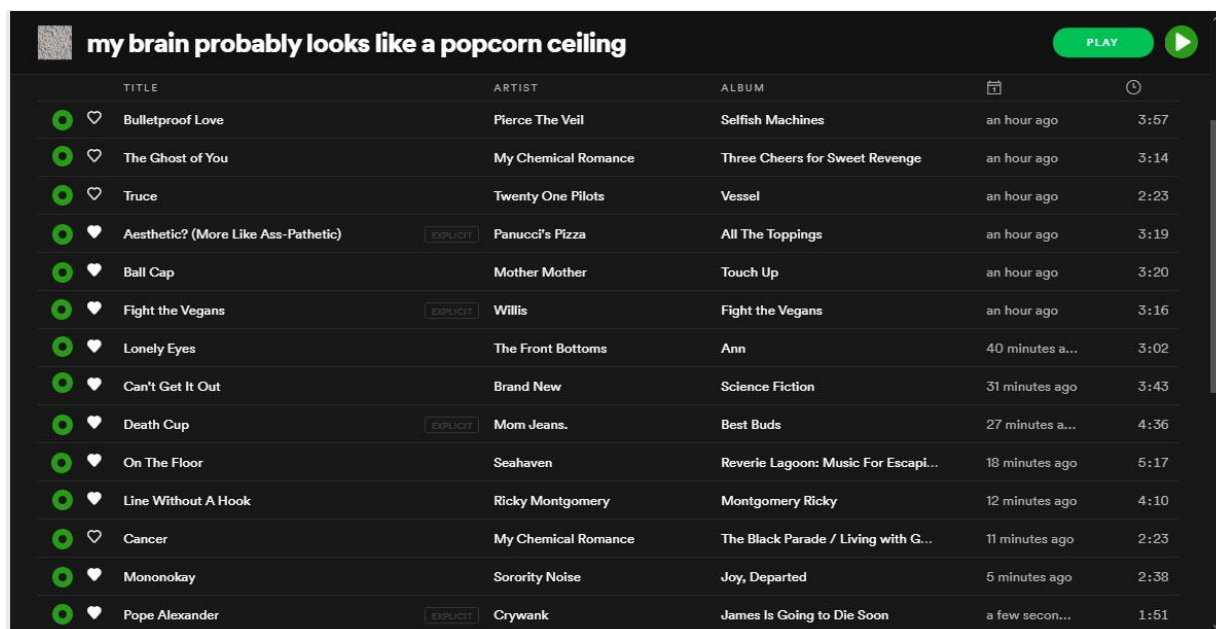 my brain probably looks like a popcorn ceiling PLAY
TITLE ARTIST ALBUM
Bulletproof Love Pierce The Veil Selfish Machines an hour ago 3:57
The Ghost of You My Chemical Romance Three Cheers for Sweet Revenge an hour ago 3:14
Truce Twenty One Pilots Vessel an hour ago 2:23
Aesthetic? (More Like Ass-Pathetic) EXPLICIT Panucci's Pizza All The Toppings an hour ago 3:19
Ball Cap Mother Mother Touch Up an hour ago 3:20
Fight the Vegans EXPLICIT Willis Fight the Vegans an hour ago 3:16
Lonely Eyes The Front Bottoms Ann 40 minutes a... 3:02
Can't Get It Out Brand New Science Fiction 31 minutes ago 3:43
Death Cup EXPLICIT Mom Jeans. Best Buds 27 minutes a... 4:36
On The Floor Seahaven Reverie Lagoon: Music For Escapi... 18 minutes ago 5:17
Line Without A Hook Ricky Montgomery Montgomery Ricky 12 minutes ago 4:10
Cancer My Chemical Romance The Black Parade / Living with G... 11 minutes ago 2:23
Mononokay Sorority Noise Joy, Departed 5 minutes ago 2:38
Pope Alexander EXPLICIT Crywank James Is Going to Die Soon a few secon... 1:51